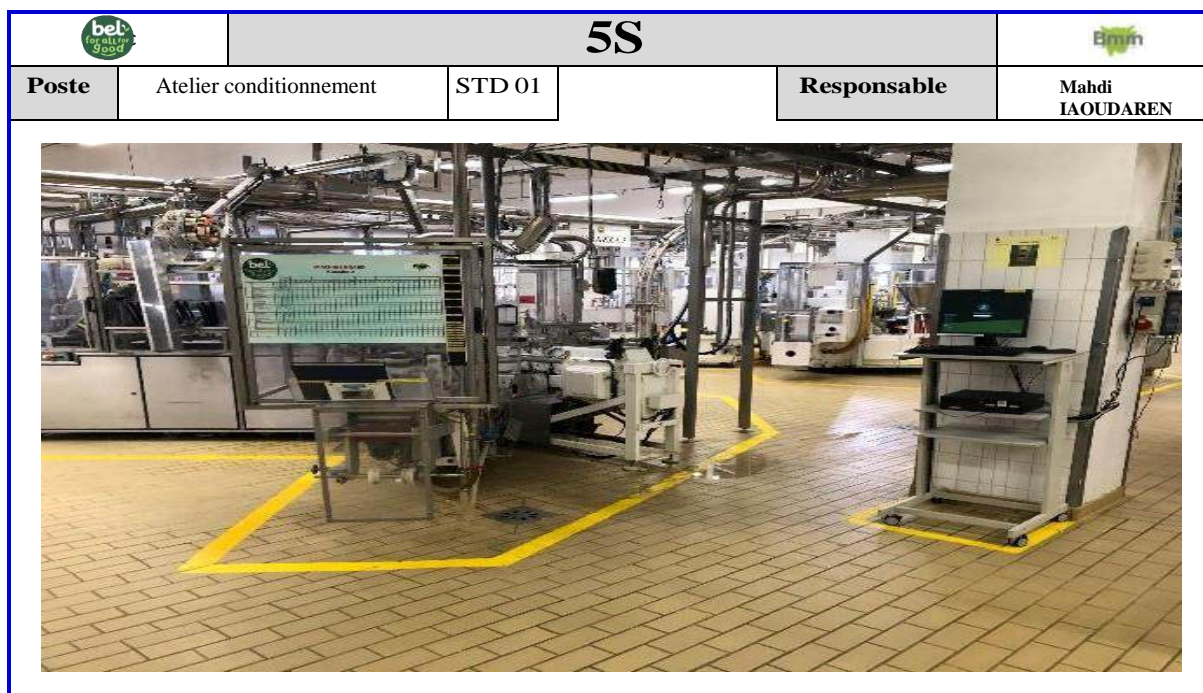 bel
for all for
good
5S
Bmm
Poste
Atelier conditionnement
STD 01
Responsable
Mahdi
IAOUDAREN
bel